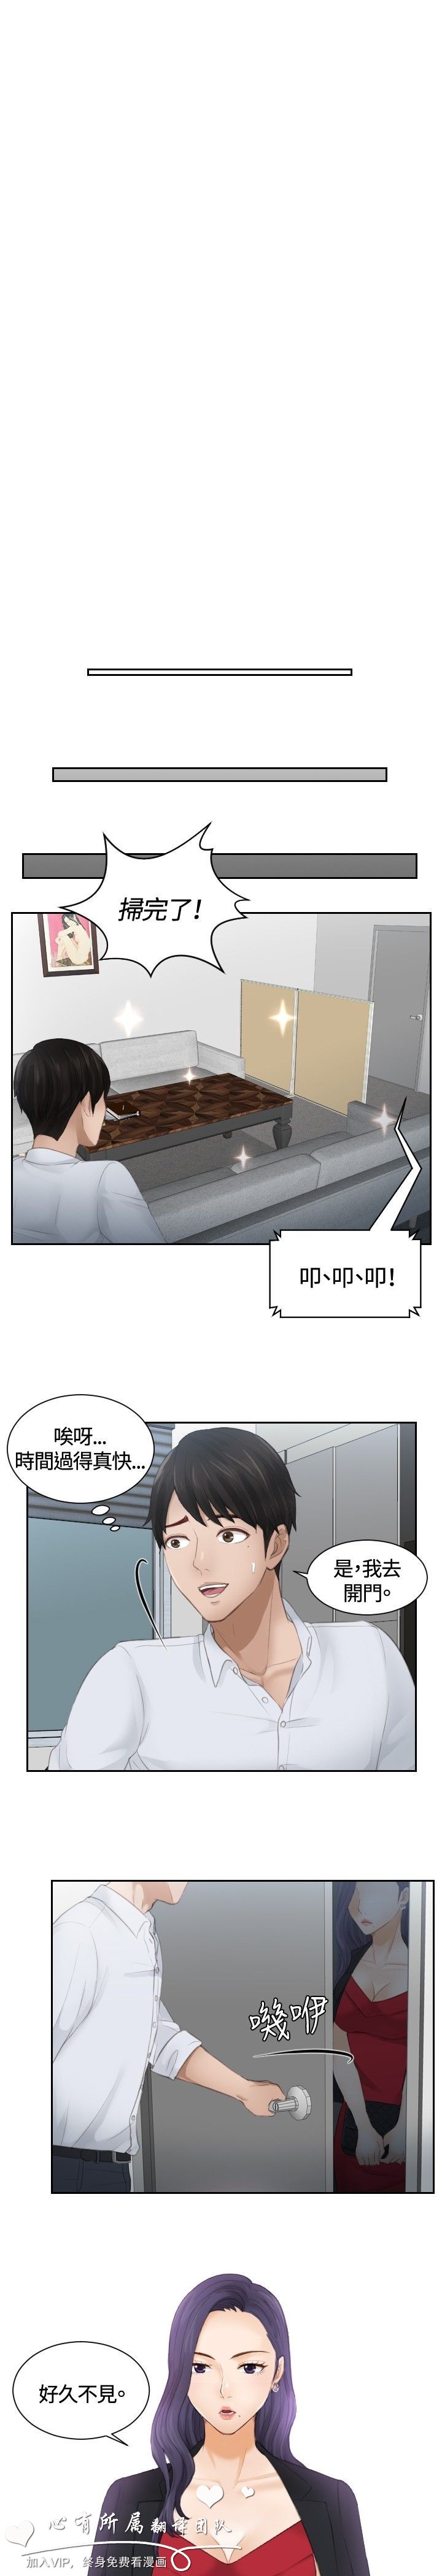 掃完了!
叩、叩、叩!
唉呀...
時間過得真快...
是,我去
開門。
嘰咿
好久不見。
心有所属翻译团队
加入VIP，终身免费看漫画